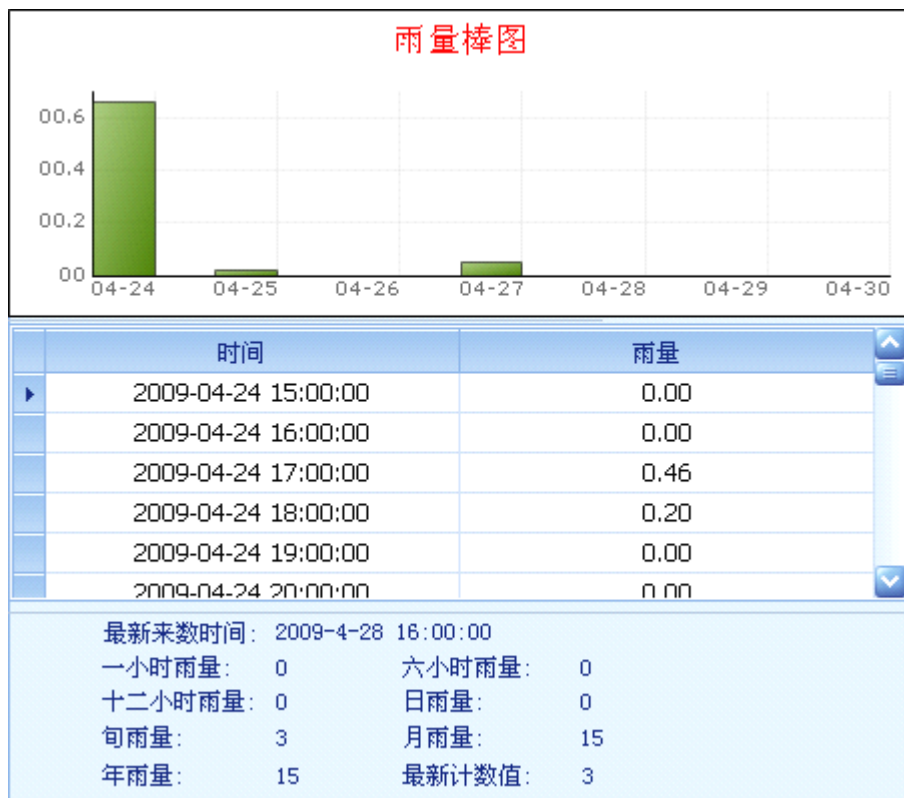 雨量棒图
00.6
00.4
00.2
00
04-24 04-25 04-26 04-27 04-28 04-29 04-30
时间 雨量
2009-04-24 15:00:00 0.00
2009-04-24 16:00:00 0.00
2009-04-24 17:00:00 0.46
2009-04-24 18:00:00 0.20
2009-04-24 19:00:00 0.00
2009-04-24 20:00:00 0.00
最新来数时间: 2009-4-28 16:00:00
一小时雨量: 0 六小时雨量: 0
十二小时雨量: 0 日雨量: 0
旬雨量: 3 月雨量: 15
年雨量: 15 最新计数值: 3